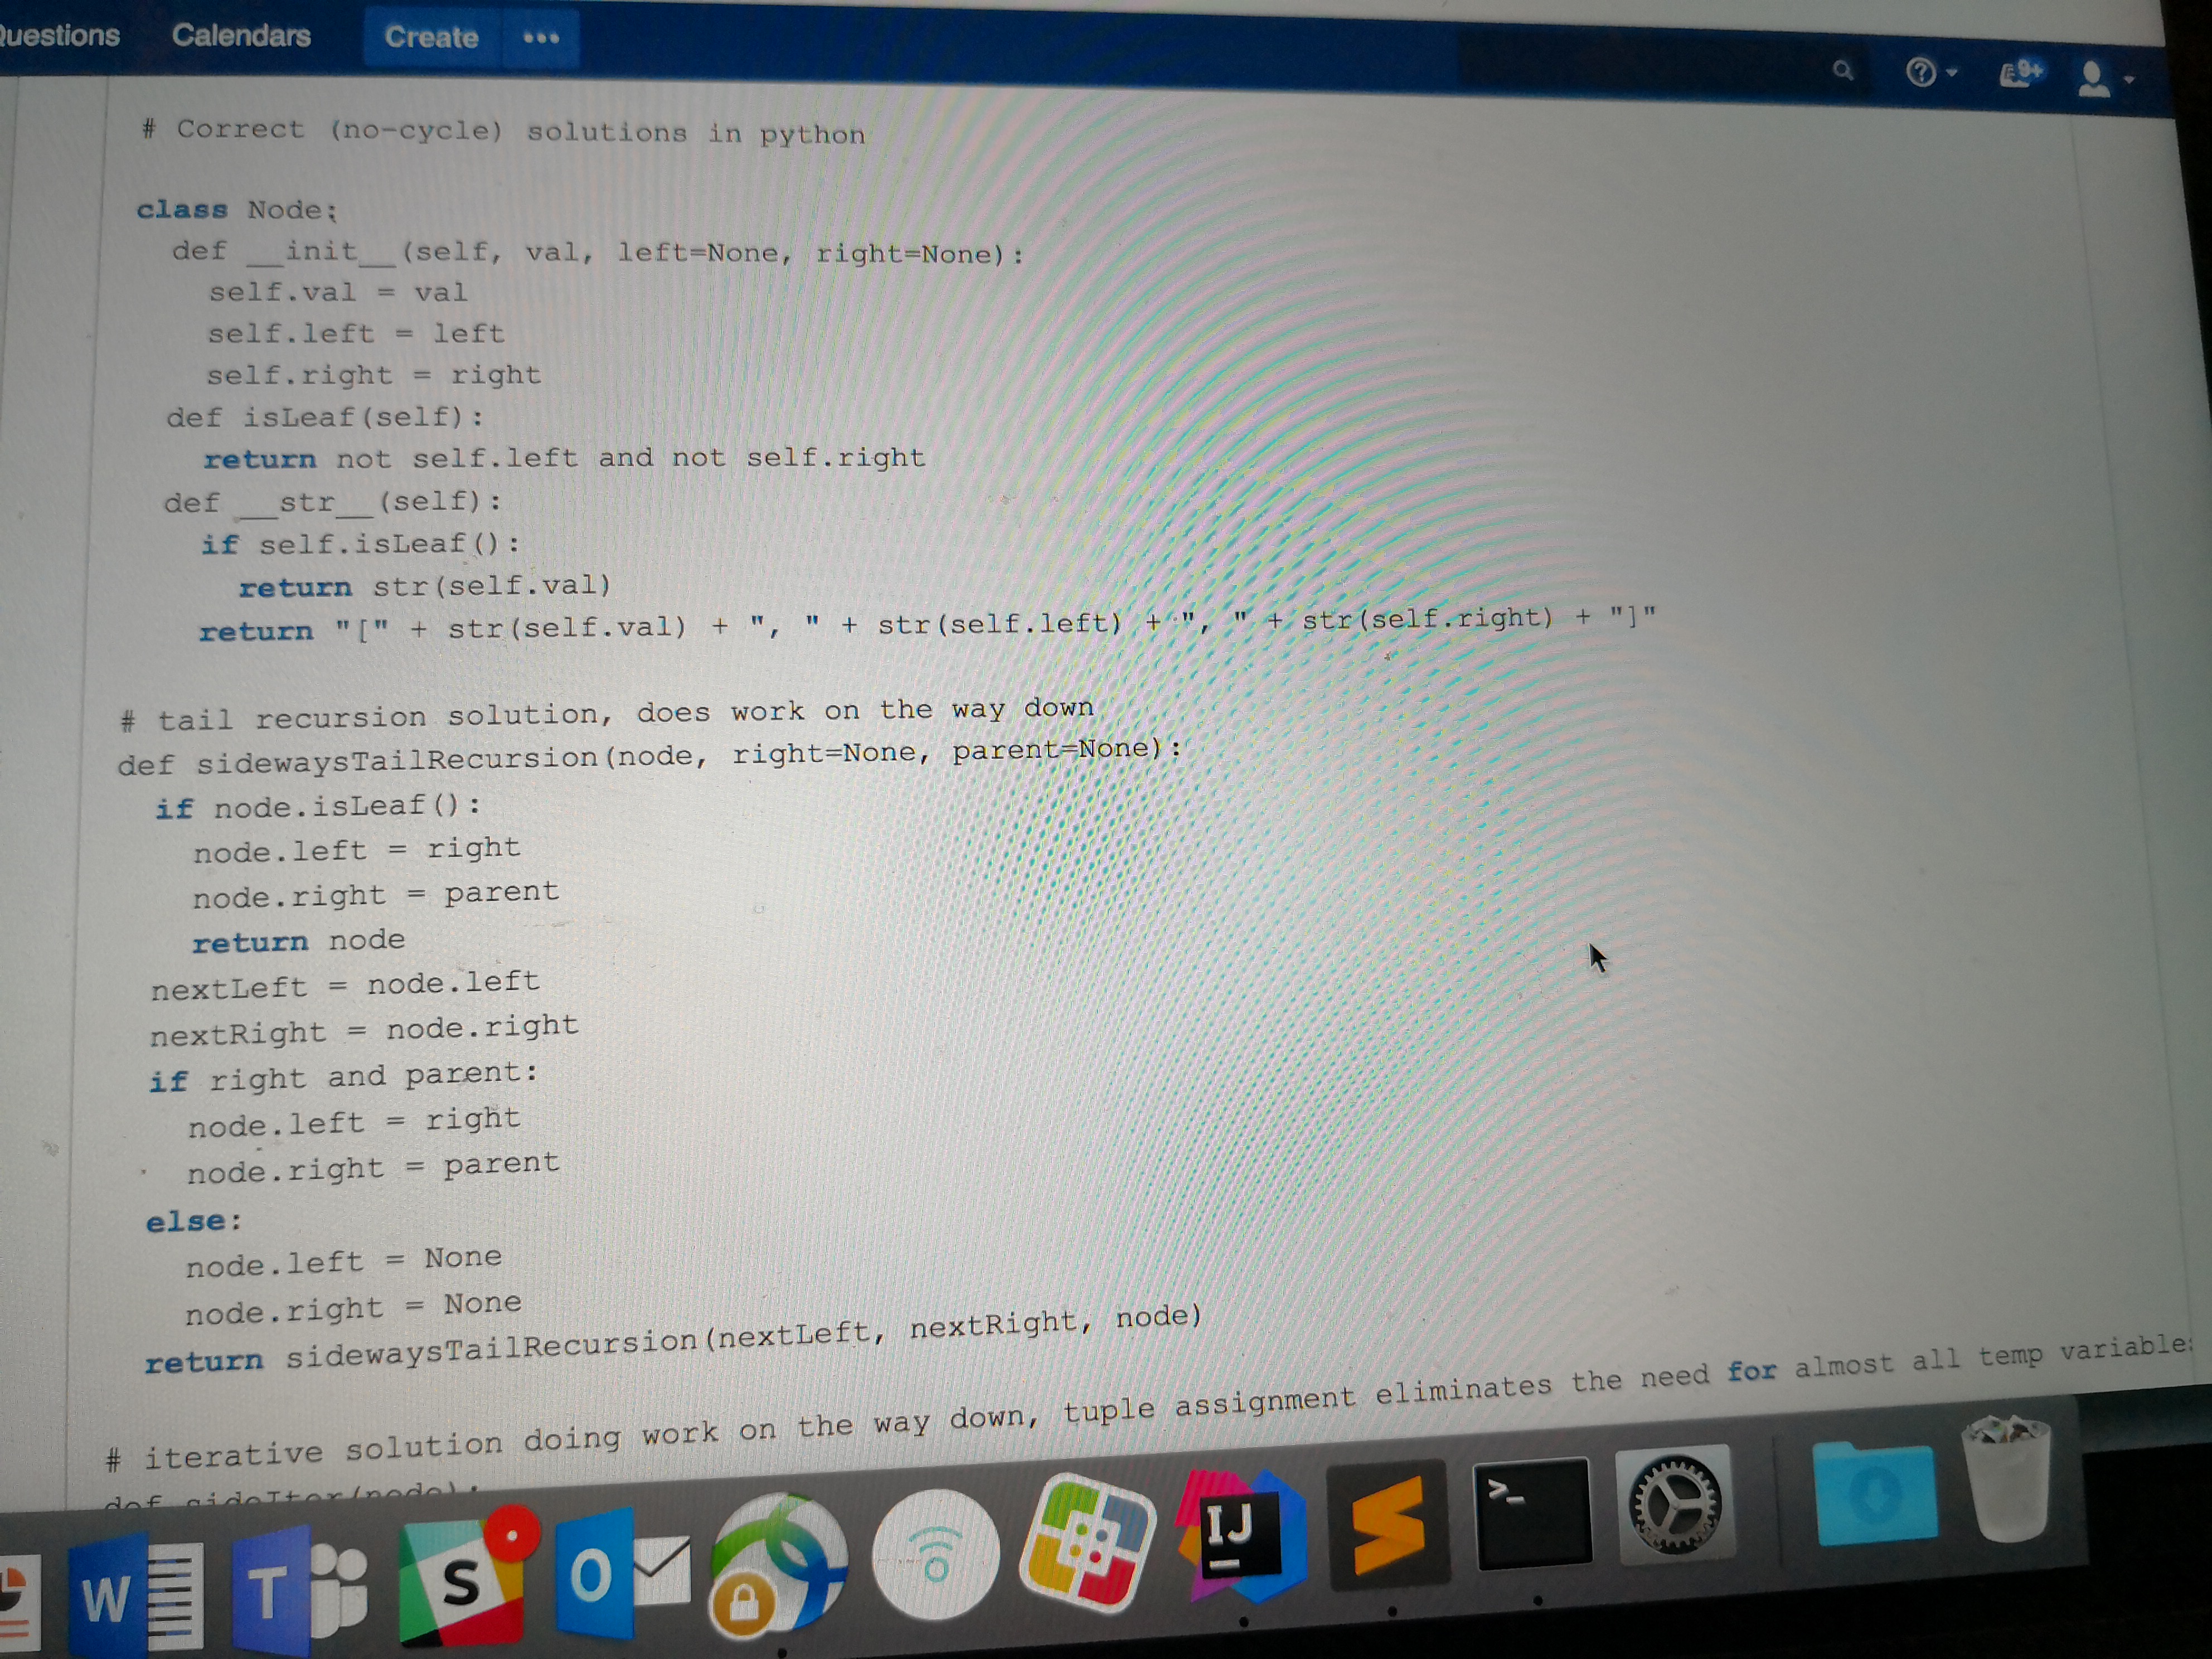 Questions Calendars Create •••
9+
# Correct (no-cycle) solutions in python
class Node:
def __init__(self, val, left=None, right=None):
self.val = val
self.left = left
self.right = right
def isLeaf(self):
return not self.left and not self.right
def __str__(self):
if self.isLeaf():
return str(self.val)
return "[" + str(self.val) + ", " + str(self.left) + ", " + str(self.right) + "]"
# tail recursion solution, does work on the way down
def sidewaysTailRecursion(node, right=None, parent=None):
if node.isLeaf():
node.left = right
node.right = parent
return node
nextLeft = node.left
nextRight = node.right
if right and parent:
node.left = right
node.right = parent
else:
node.left = None
node.right = None
return sidewaysTailRecursion(nextLeft, nextRight, node)
# iterative solution doing work on the way down, tuple assignment eliminates the need for almost all temp variables
def sideIter(node):
W T S O IJ S >_